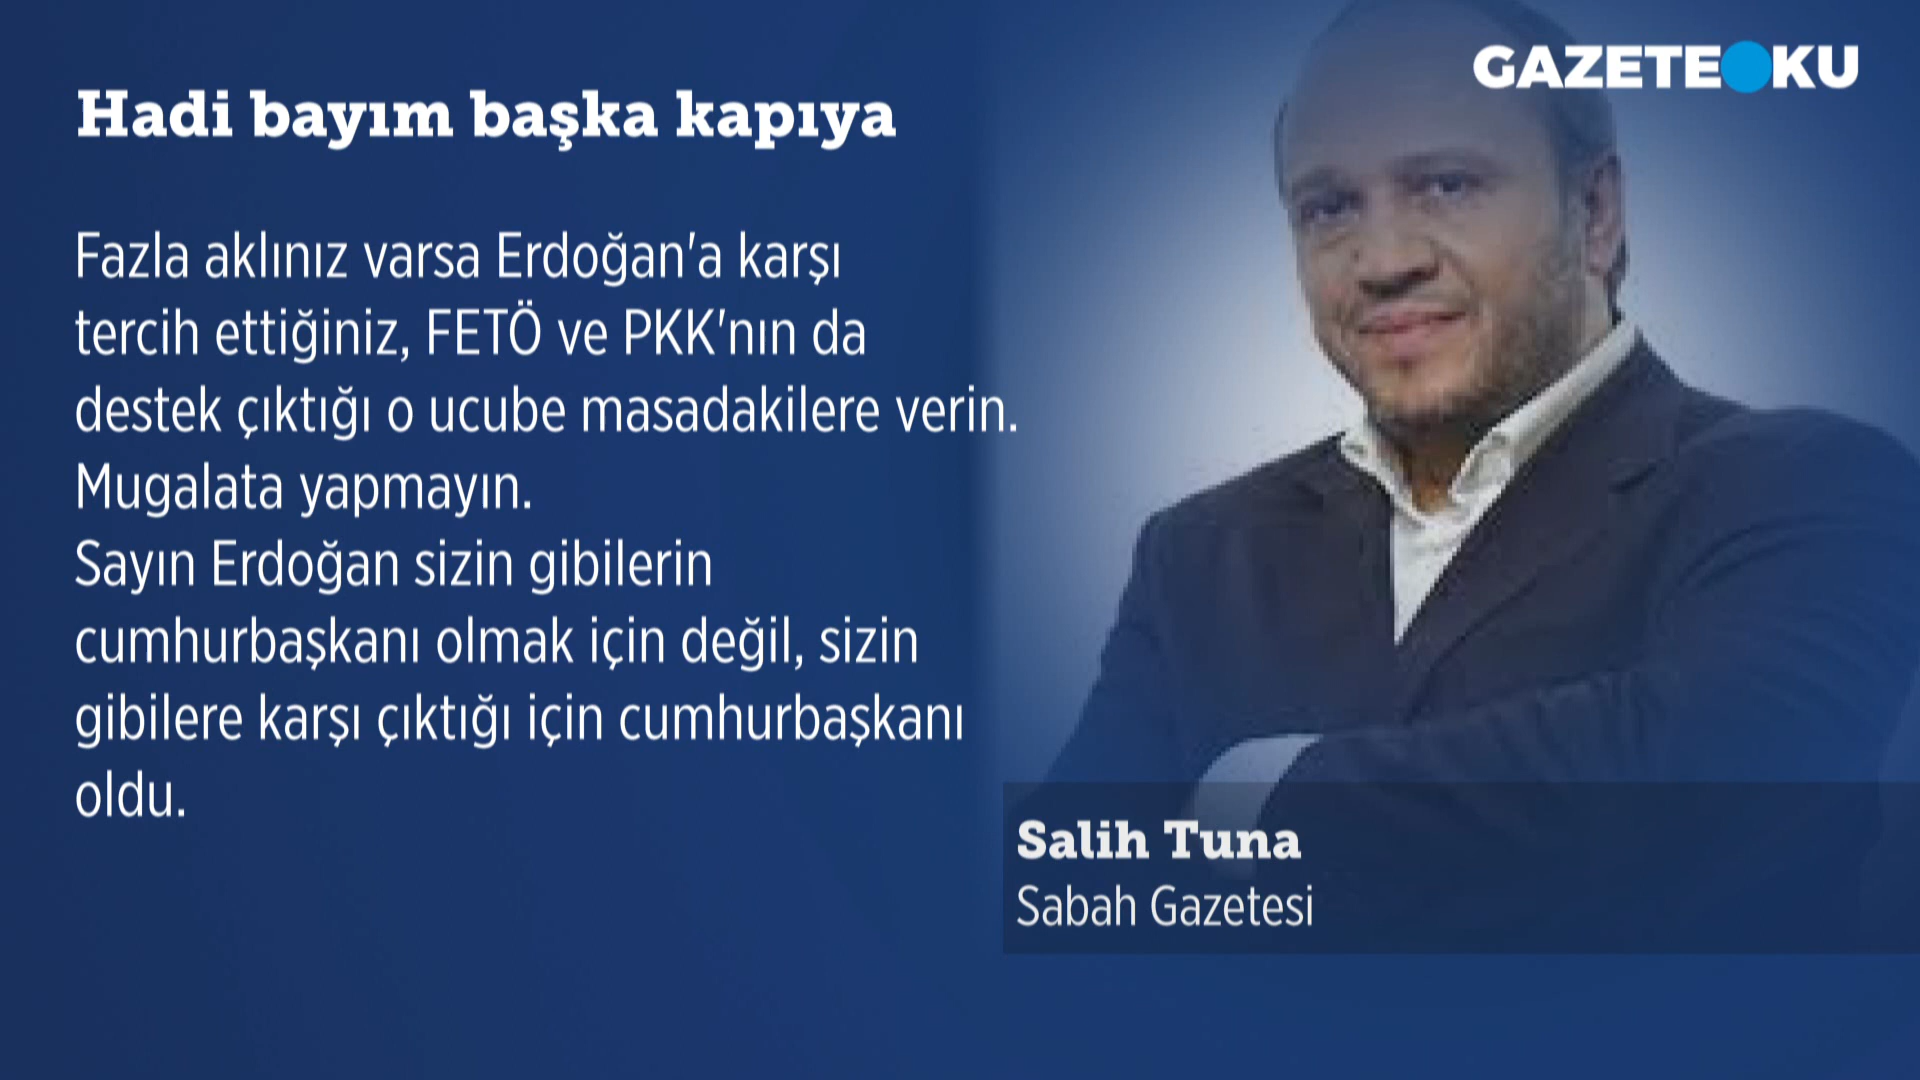 GAZETE KU
Hadi bayım başka kapıya
Fazla aklınız varsa Erdoğan'a karşı
tercih ettiğiniz, FETÖ ve PKK'nın da
destek çıktığı o ucube masadakilere verin.
Mugalata yapmayın.
Sayın Erdoğan sizin gibilerin
cumhurbaşkanı olmak için değil, sizin
gibilere karşı çıktığı için cumhurbaşkanı
oldu.
Salih Tuna
Sabah Gazetesi